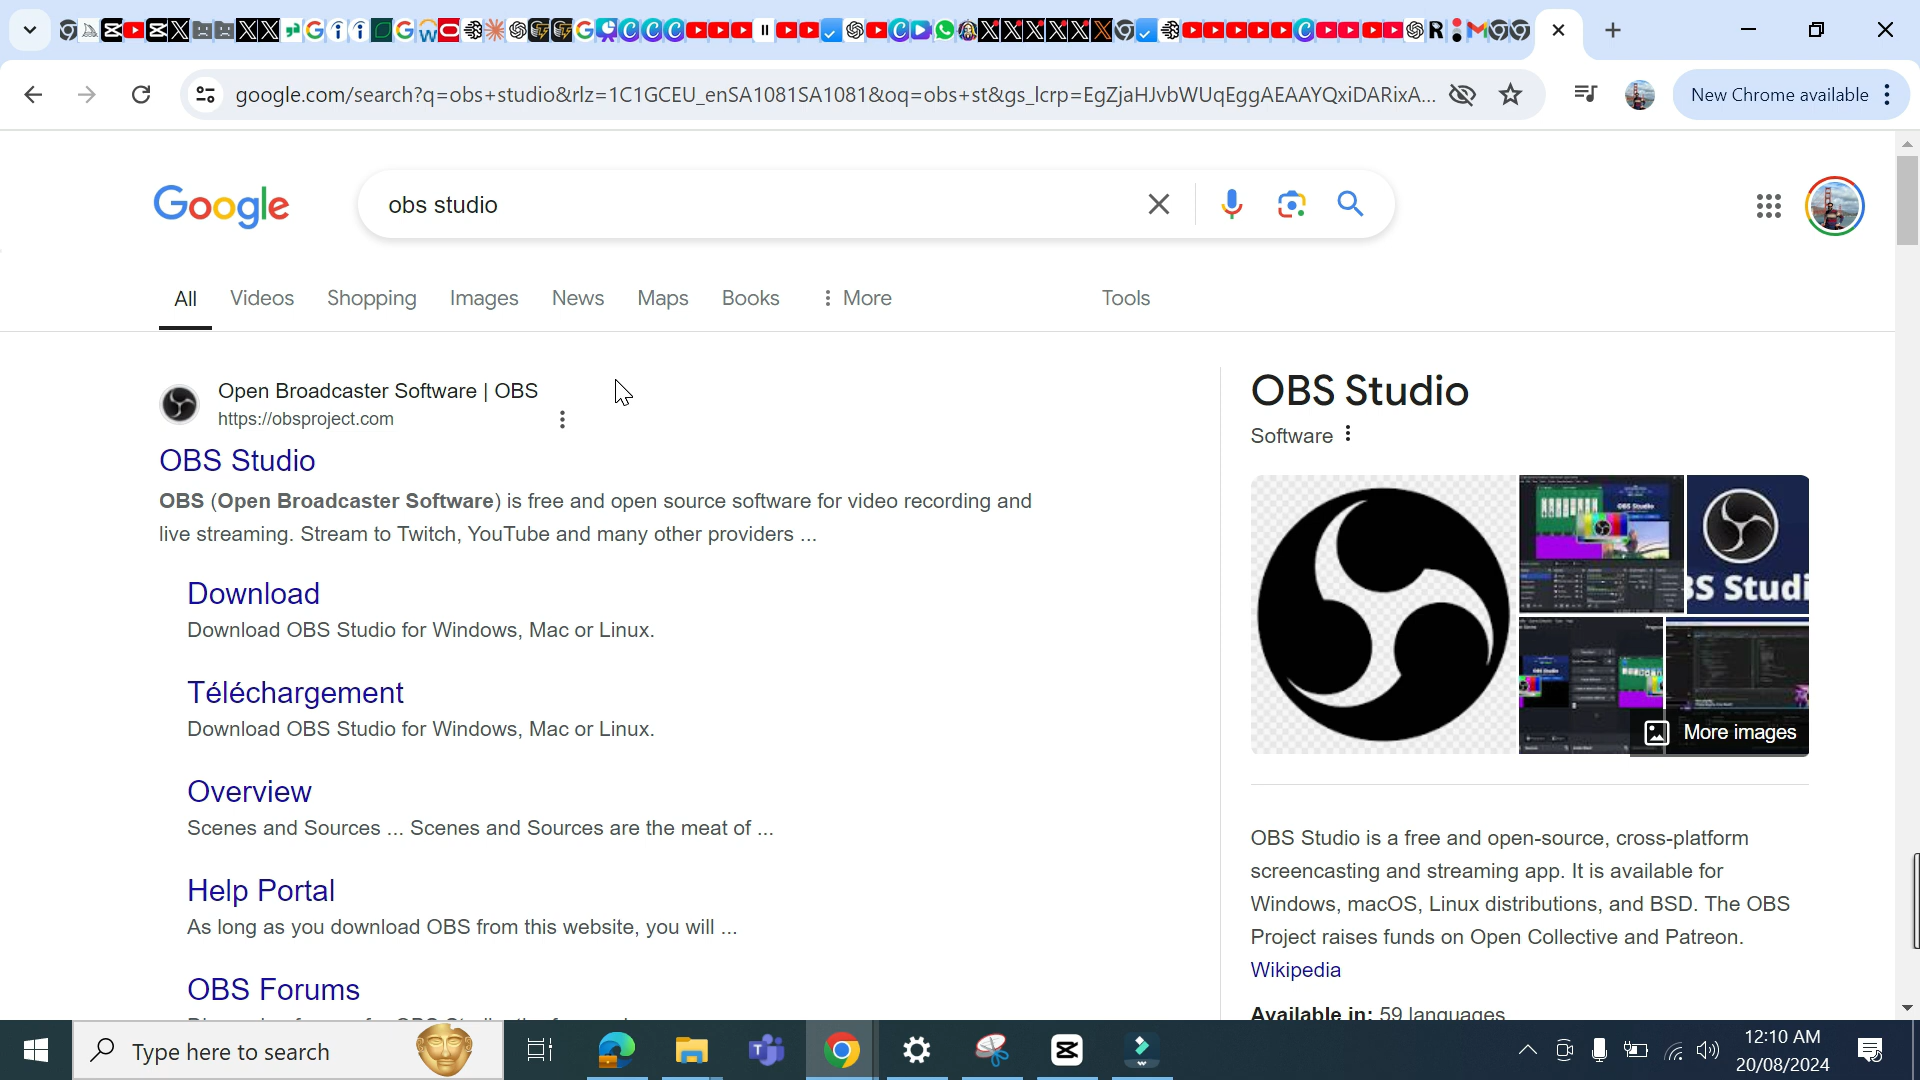 google.com/search?q=obs+studio&rlz=1C1GCEU_enSA1081SA1081&oq=obs+st&gs_lcrp=EgZjaHJvbWUqEggAEAAYQxiDARixA...
New Chrome available
Google
obs studio
All
Videos
Shopping
Images
News
Maps
Books
More
Tools
Open Broadcaster Software | OBS
https://obsproject.com
OBS Studio
OBS (Open Broadcaster Software) is free and open source software for video recording and
live streaming. Stream to Twitch, YouTube and many other providers ...
Download
Download OBS Studio for Windows, Mac or Linux.
Téléchargement
Download OBS Studio for Windows, Mac or Linux.
Overview
Scenes and Sources ... Scenes and Sources are the meat of ...
Help Portal
As long as you download OBS from this website, you will ...
OBS Forums
OBS Studio
Software
BS Studi
More images
OBS Studio is a free and open-source, cross-platform
screencasting and streaming app. It is available for
Windows, macOS, Linux distributions, and BSD. The OBS
Project raises funds on Open Collective and Patreon.
Wikipedia
Available in: 59 languages
Type here to search
12:10 AM
20/08/2024